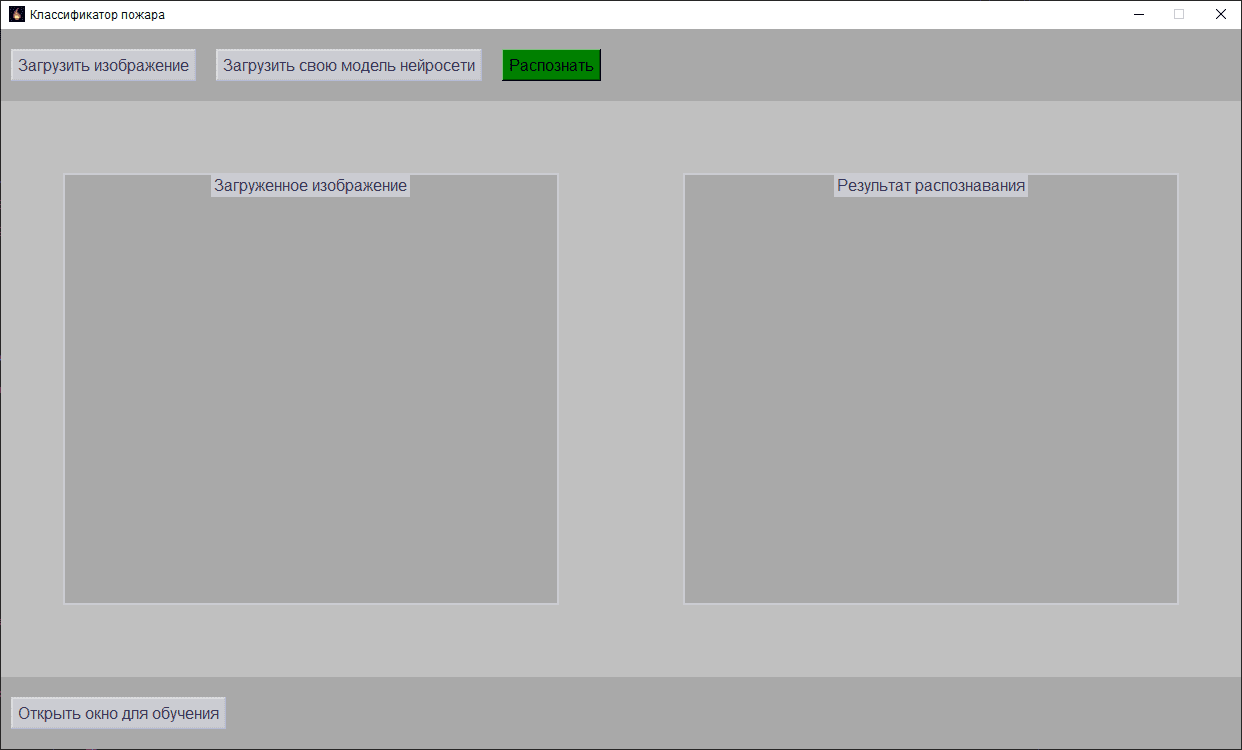 Классификатор пожара
Загрузить изображение
Загрузить свою модель нейросети
Распознать
Загруженное изображение
Результат распознавания
Открыть окно для обучения